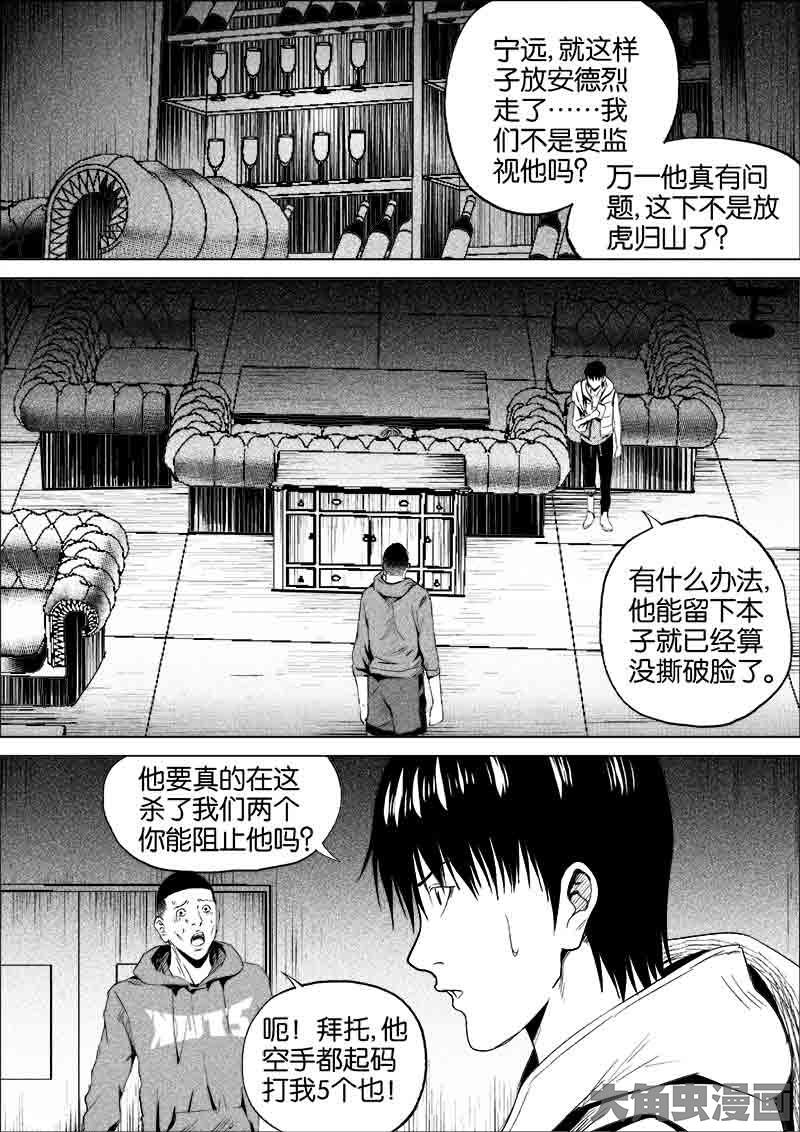 宁远，就这样
子放安德烈
走了……我
们不是要监
视他吗？
万一他真有问
题，这下不是放
虎归山了？
有什么办法，
他能留下本
子就已经算
没撕破脸了。
他要真的在这
杀了我们两个
你能阻止他吗？
呃！拜托，他
空手都起码
打我5个也！
大角虫漫画